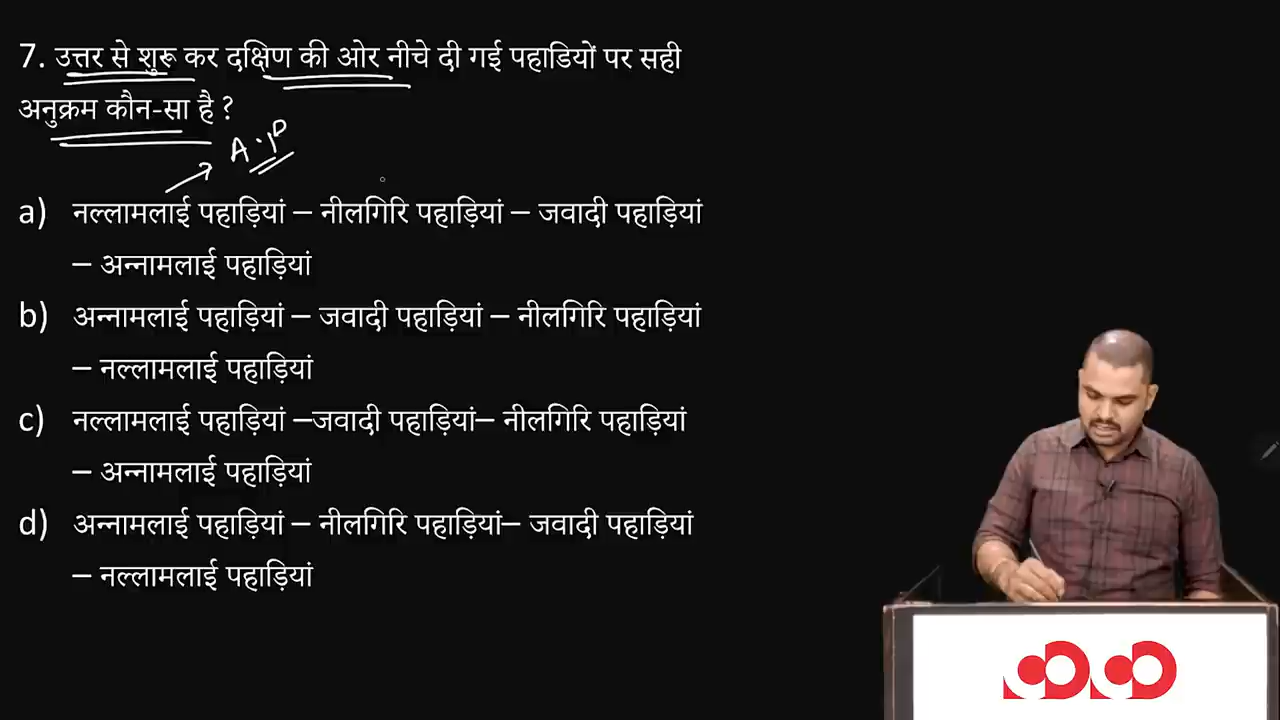 7. उत्तर से शुरू कर दक्षिण की ओर नीचे दी गई पहाडियों पर सही
अनुक्रम कौन-सा है ?
A.P
a) नल्लामलाई पहाड़ियां – नीलगिरि पहाड़ियां – जवादी पहाड़ियां
– अन्नामलाई पहाड़ियां
b) अन्नामलाई पहाड़ियां – जवादी पहाड़ियां – नीलगिरि पहाड़ियां
– नल्लामलाई पहाड़ियां
c) नल्लामलाई पहाड़ियां –जवादी पहाड़ियां– नीलगिरि पहाड़ियां
– अन्नामलाई पहाड़ियां
d) अन्नामलाई पहाड़ियां – नीलगिरि पहाड़ियां– जवादी पहाड़ियां
– नल्लामलाई पहाड़ियां